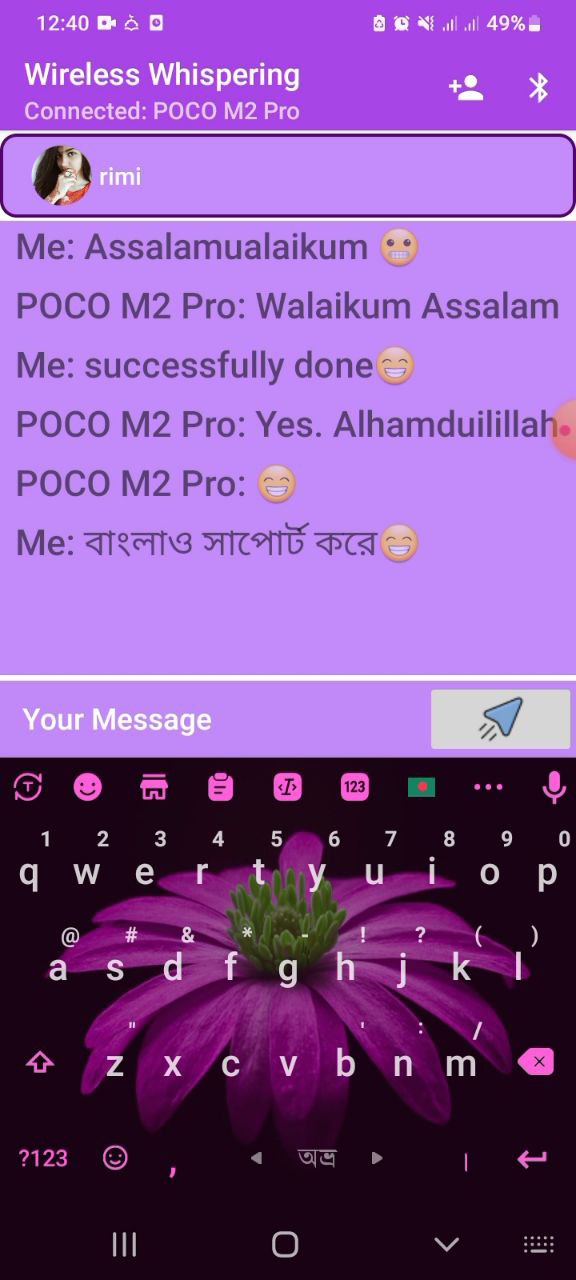 12:40 49%
Wireless Whispering
Connected: POCO M2 Pro
rimi
Me: Assalamualaikum 😬
POCO M2 Pro: Walaikum Assalam
Me: successfully done😁
POCO M2 Pro: Yes. Alhamduilillah.
POCO M2 Pro: 😁
Me: বাংলাও সাপোর্ট করে😁
Your Message
T 123
1 2 3 4 5 6 7 8 9 0
q w e r t y u i o p
@ # & * - ! ? ( )
a s d f g h j k l
" ' : /
z x c v b n m
?123 , অভ্র |